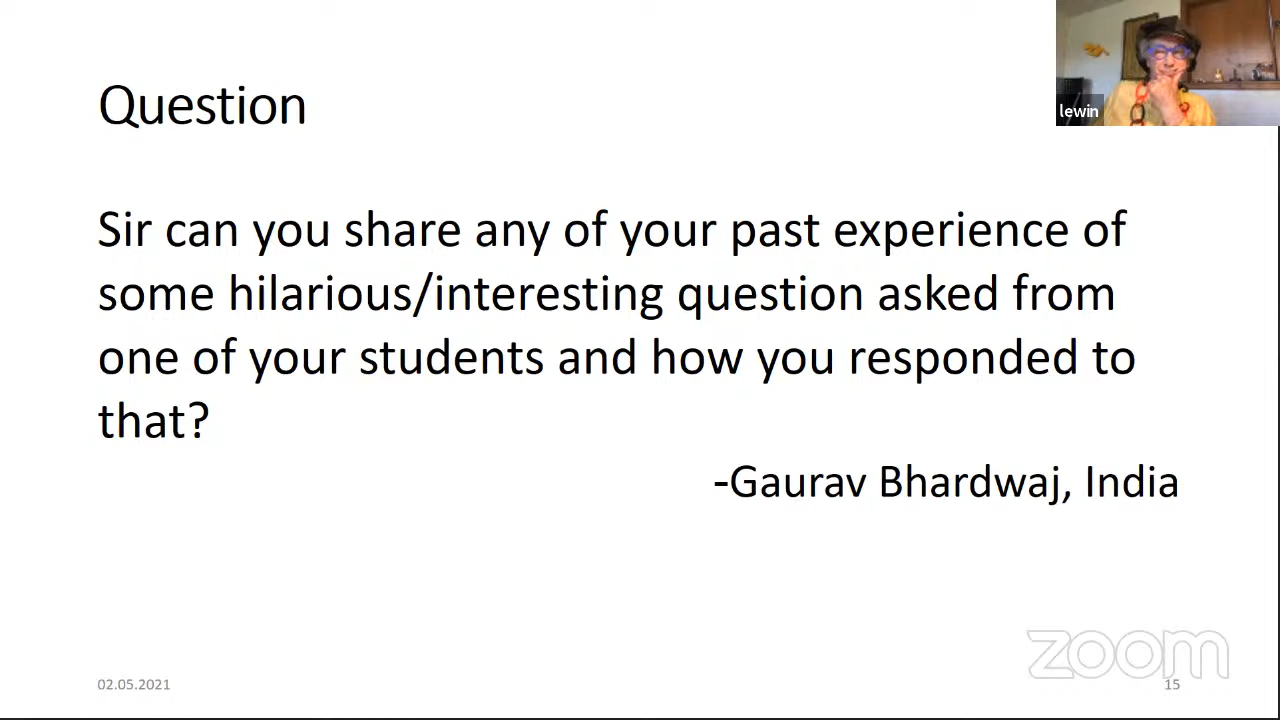 lewin
Question
Sir can you share any of your past experience of
some hilarious/interesting question asked from
one of your students and how you responded to
that?
-Gaurav Bhardwaj, India
zoom
02.05.2021
15